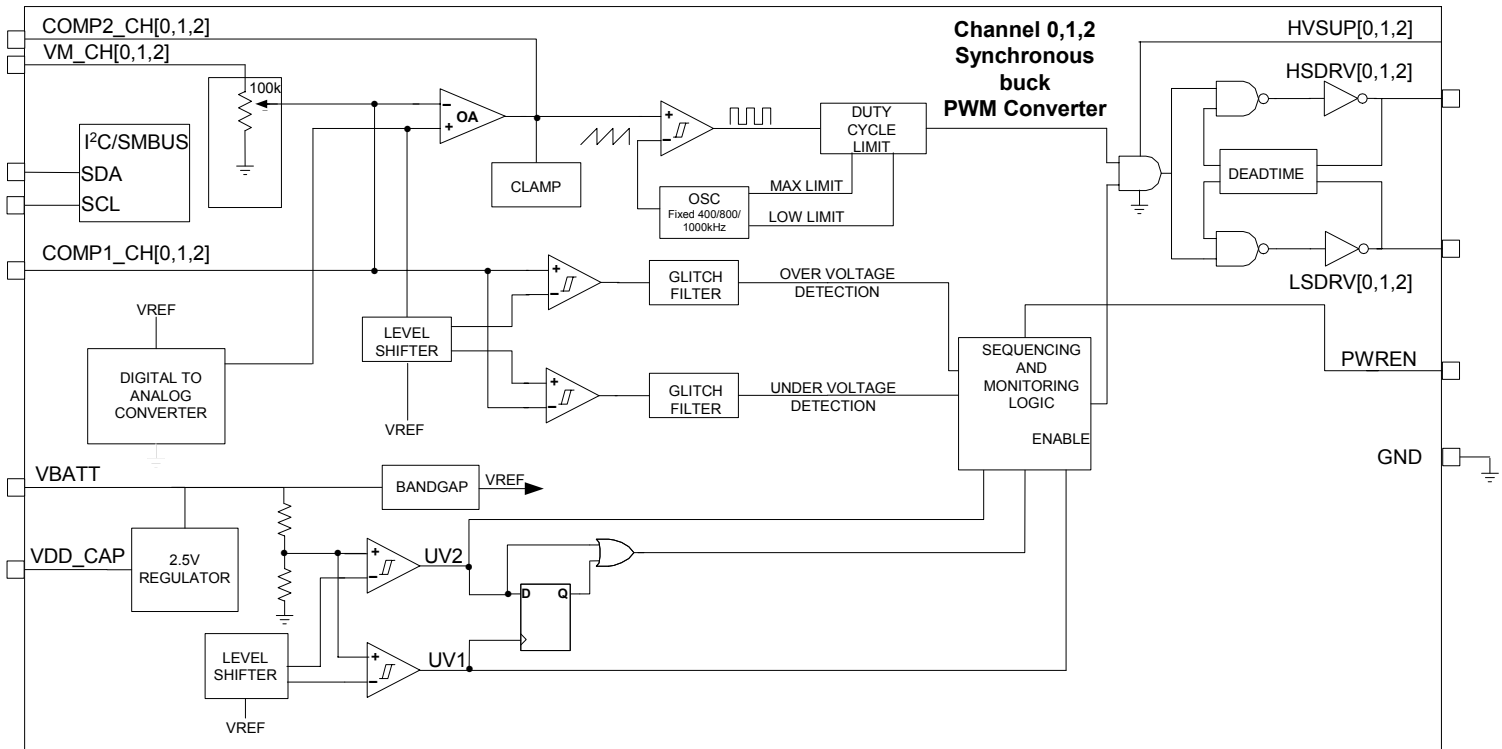 COMP2_CH[0,1,2]
VM_CH[0,1,2]
100k
I²C/SMBUS
SDA
SCL
COMP1_CH[0,1,2]
−
OA
+
CLAMP
+
−
OSC
Fixed 400/800/
1000kHz
MAX LIMIT
LOW LIMIT
DUTY
CYCLE
LIMIT
Channel 0,1,2
Synchronous
buck
PWM Converter
HVSUP[0,1,2]
HSDRV[0,1,2]
DEADTIME
LSDRV[0,1,2]
PWREN
GND
VREF
DIGITAL TO
ANALOG
CONVERTER
LEVEL
SHIFTER
VREF
+
−
GLITCH
FILTER
OVER VOLTAGE
DETECTION
+
−
GLITCH
FILTER
UNDER VOLTAGE
DETECTION
SEQUENCING
AND
MONITORING
LOGIC
ENABLE
VBATT
BANDGAP
VREF
VDD_CAP
2.5V
REGULATOR
+
−
UV2
D
Q
LEVEL
SHIFTER
VREF
+
−
UV1